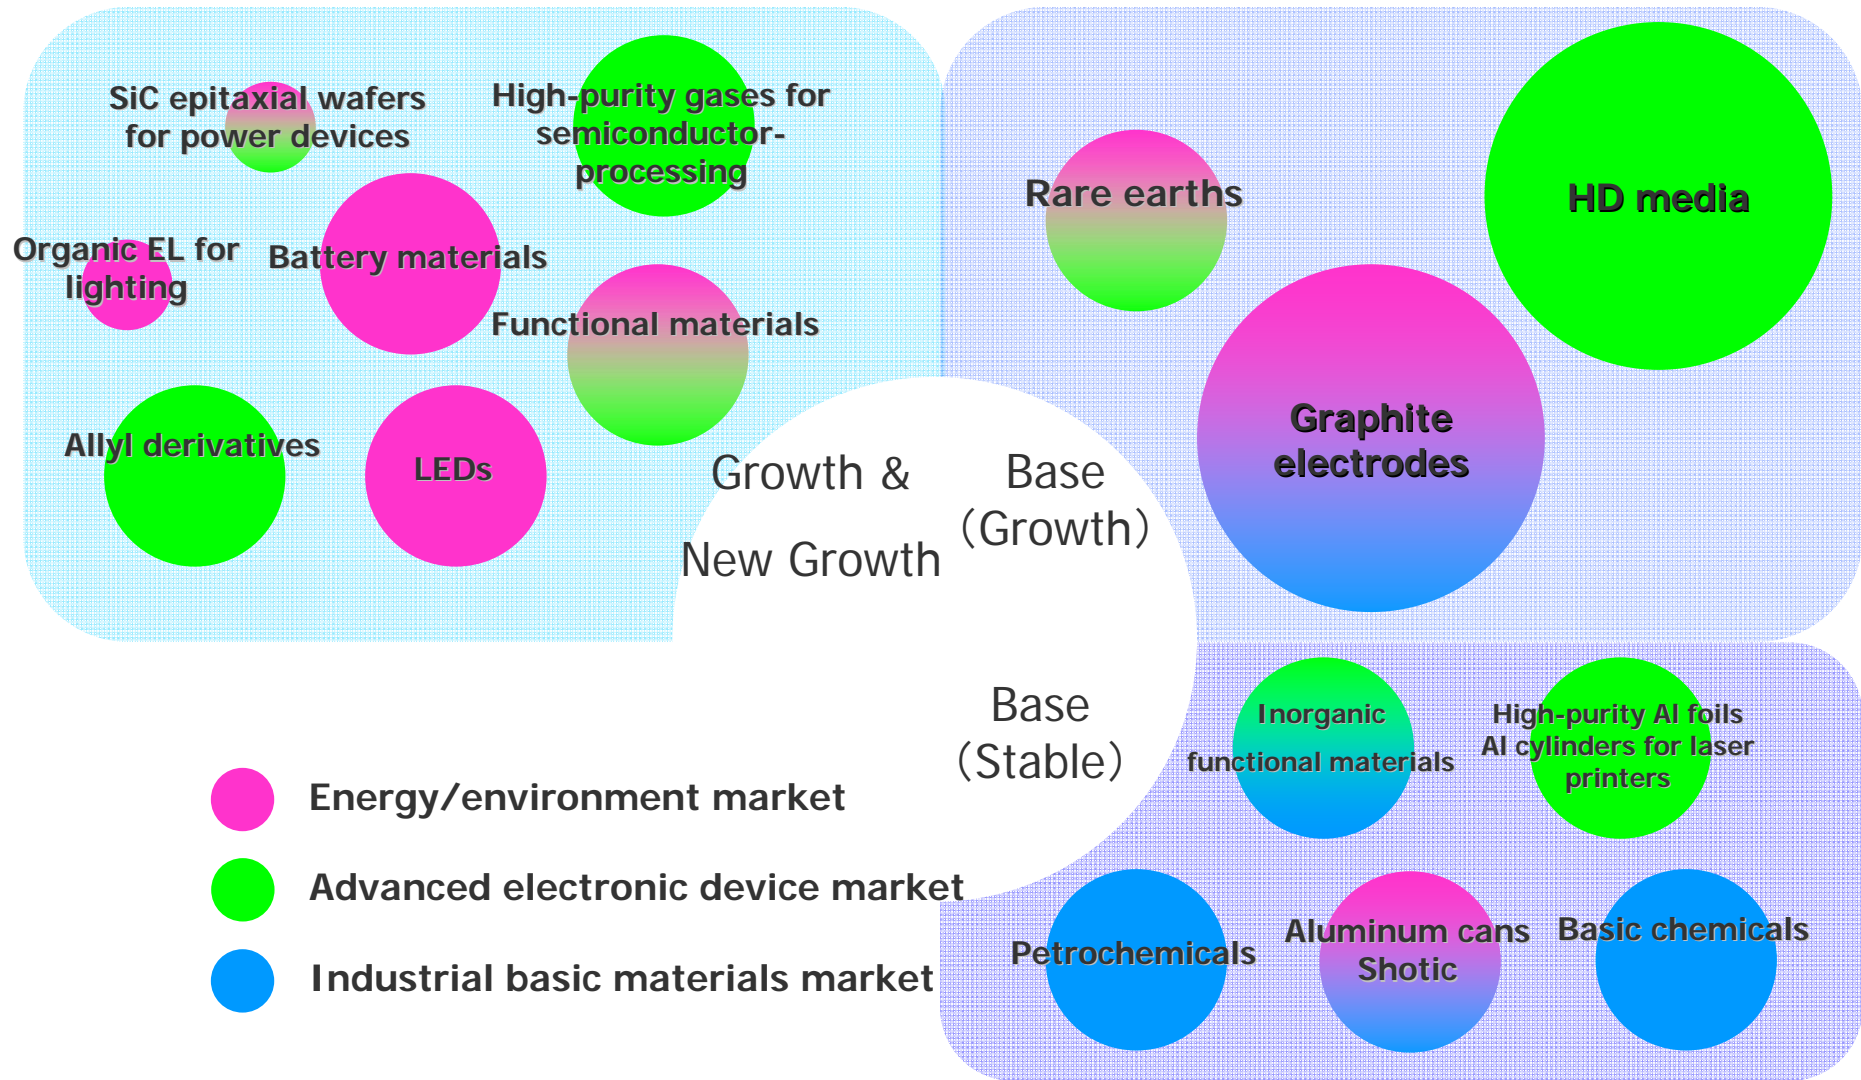 SiC epitaxial wafers
for power devices
High-purity gases for
semiconductor-
processing
Organic EL for
lighting
Battery materials
Functional materials
Allyl derivatives
LEDs
Growth &
New Growth
Rare earths
HD media
Graphite
electrodes
Base
(Growth)
Base
(Stable)
Inorganic
functional materials
High-purity Al foils
Al cylinders for laser
printers
Petrochemicals
Aluminum cans
Shotic
Basic chemicals
Energy/environment market
Advanced electronic device market
Industrial basic materials market